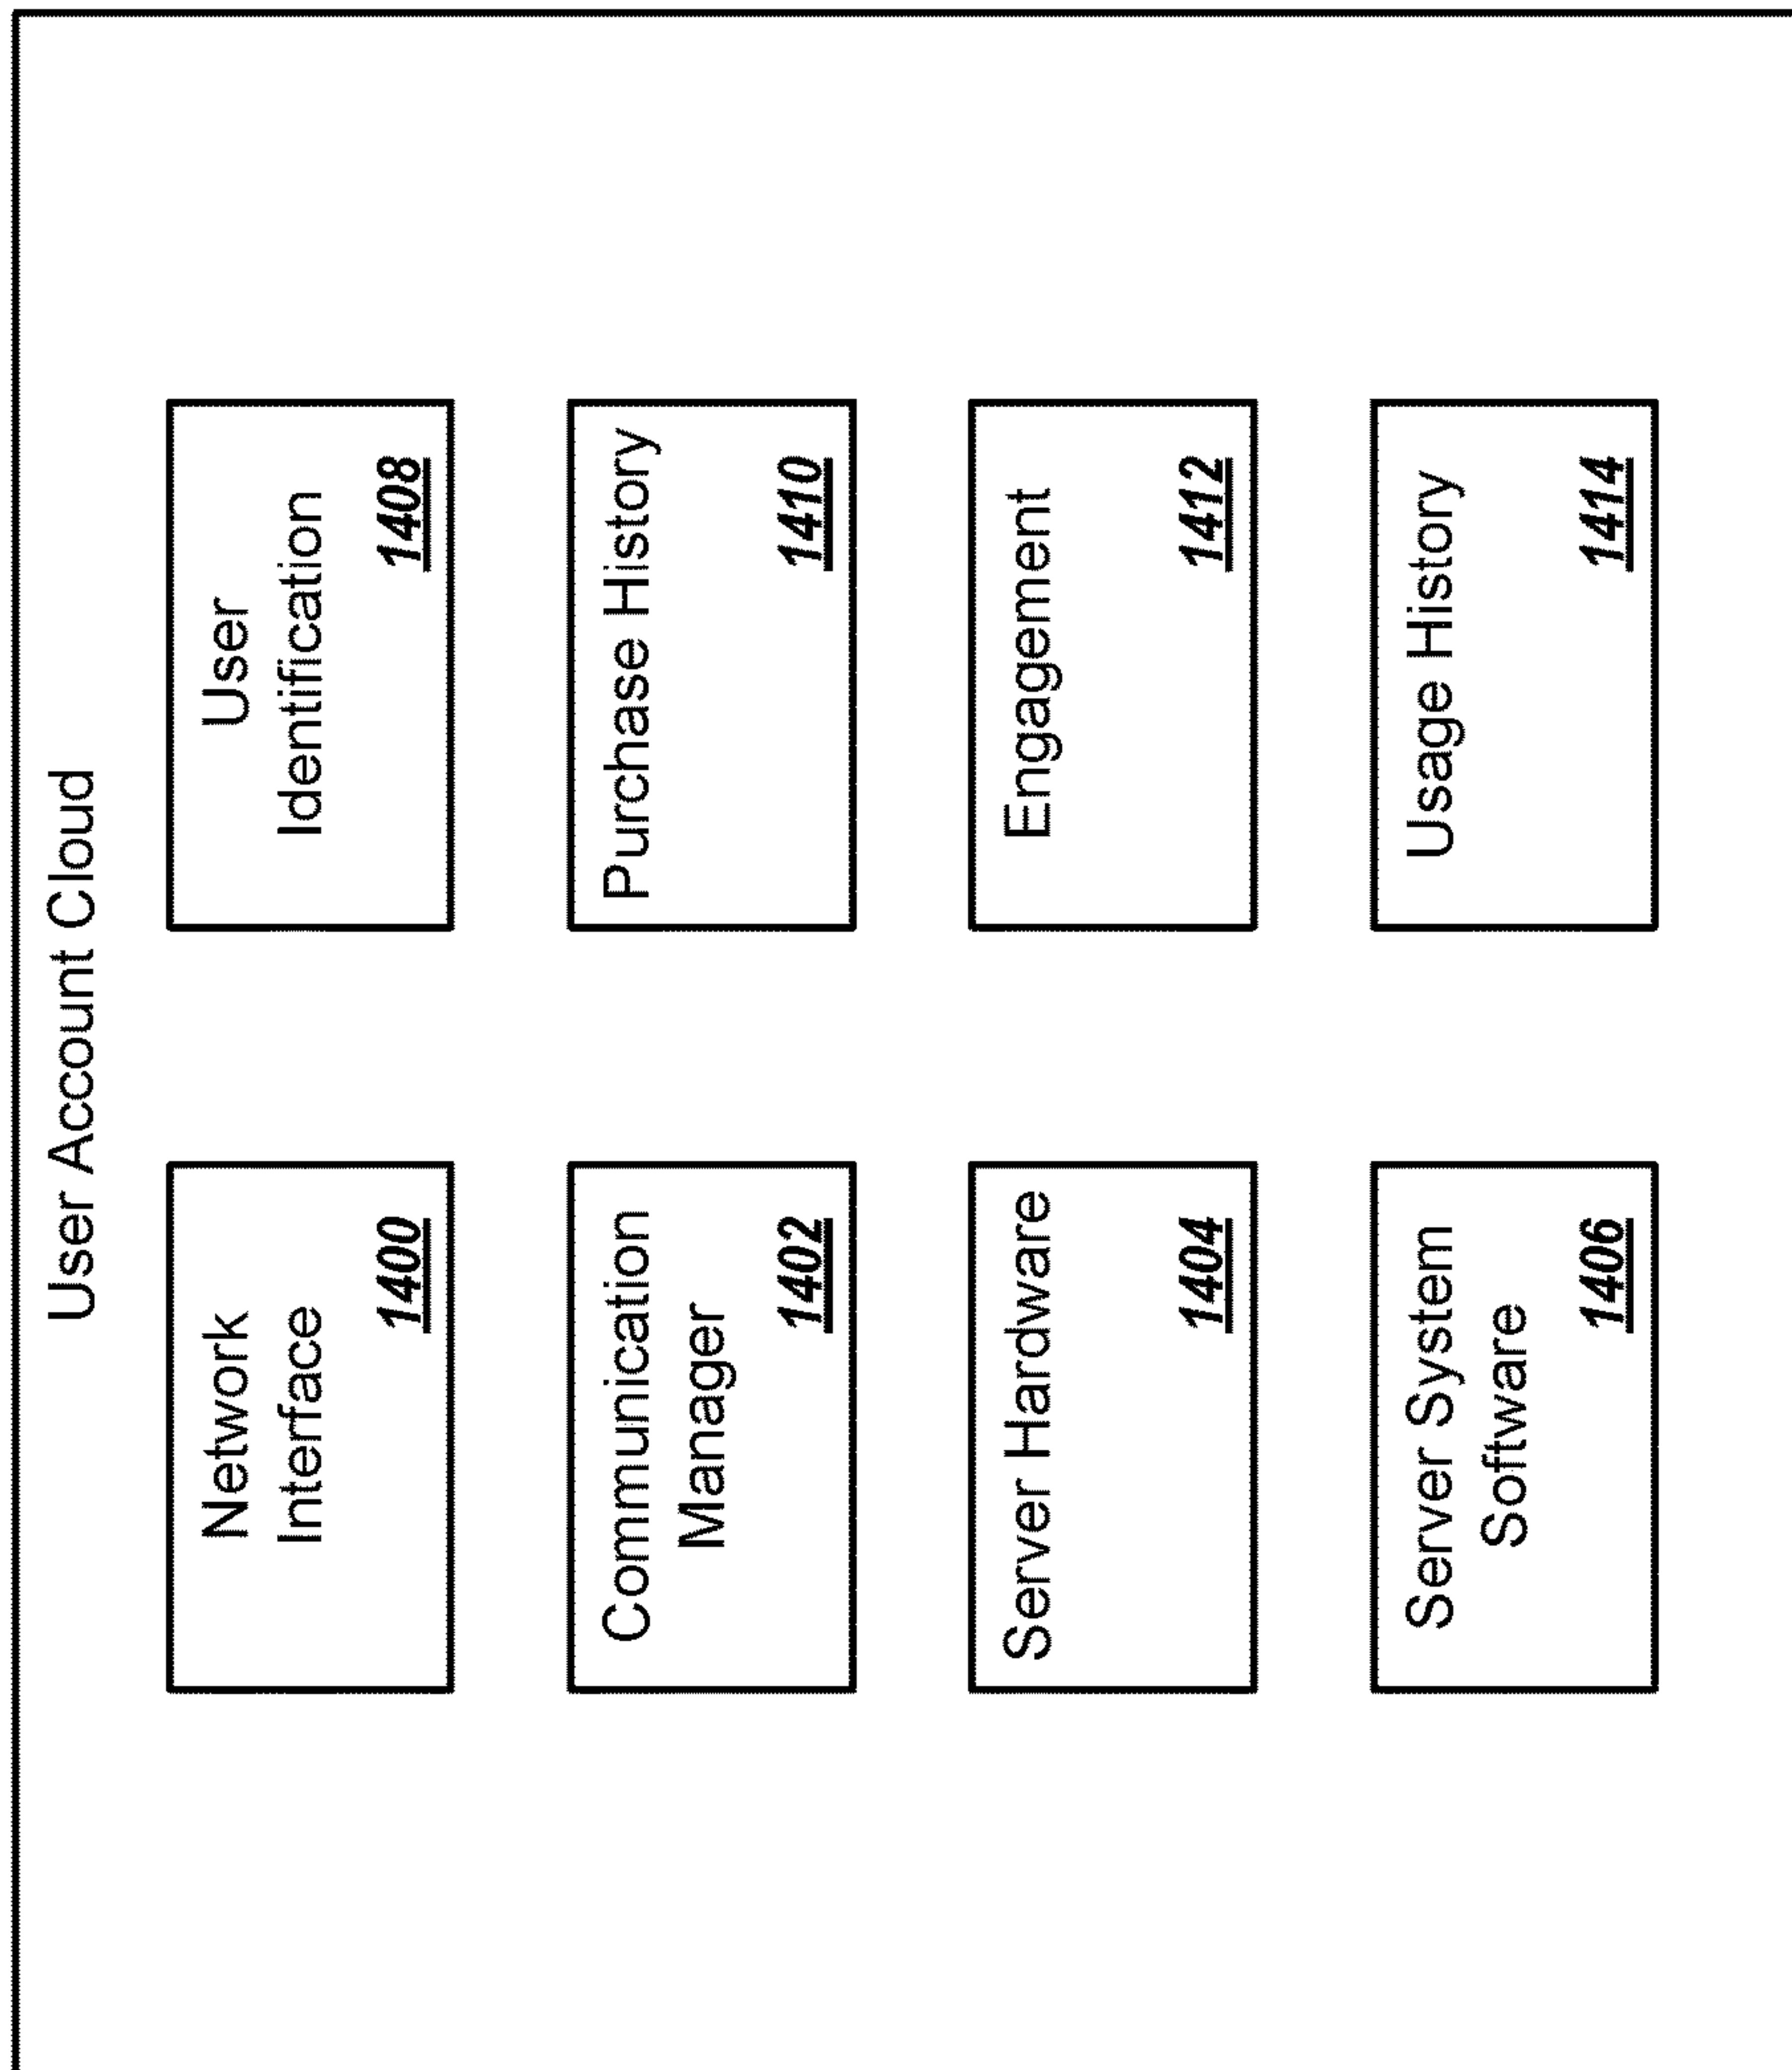 User Account Cloud
Network
Interface
1400
Communication
Manager
1402
Server Hardware
1404
Server System
Software
1406
User
Identification
1408
Purchase History
1410
Engagement
1412
Usage History
1414